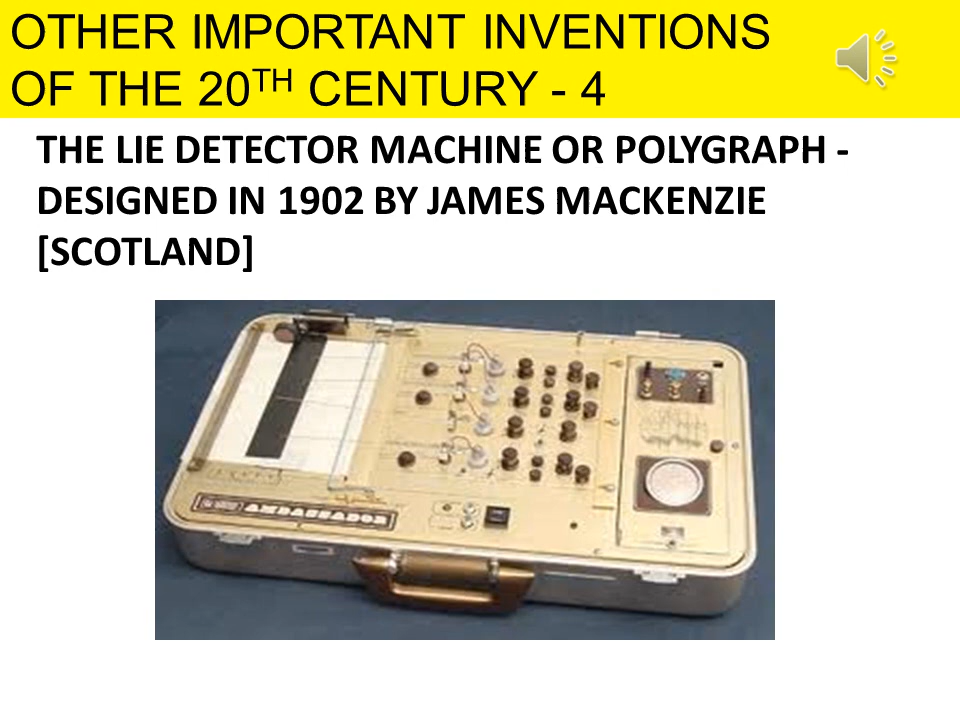 OTHER IMPORTANT INVENTIONS
OF THE 20TH CENTURY - 4
THE LIE DETECTOR MACHINE OR POLYGRAPH -
DESIGNED IN 1902 BY JAMES MACKENZIE
[SCOTLAND]
AMBASSADOR